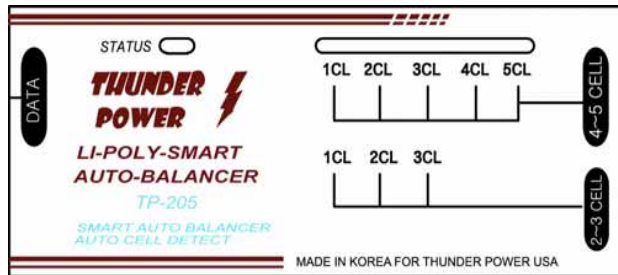 STATUS
DATA
THUNDER
POWER
LI-POLY-SMART
AUTO-BALANCER
TP-205
SMART AUTO BALANCER
AUTO CELL DETECT
1CL 2CL 3CL 4CL 5CL
4~5 CELL
1CL 2CL 3CL
2~3 CELL
MADE IN KOREA FOR THUNDER POWER USA